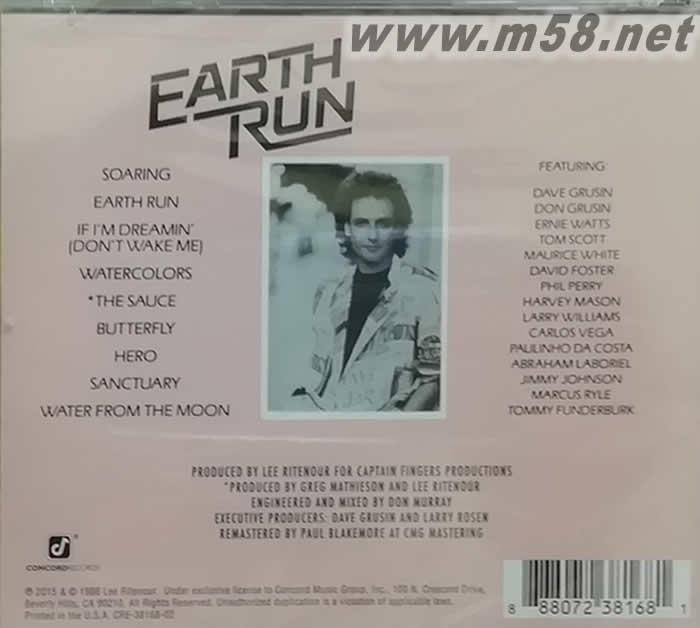 www.m58.net
EARTH
RUN
SOARING
EARTH RUN
IF I'M DREAMIN'
(DON'T WAKE ME)
WATERCOLORS
*THE SAUCE
BUTTERFLY
HERO
SANCTUARY
WATER FROM THE MOON
FEATURING:
DAVE GRUSIN
DON GRUSIN
ERNIE WATTS
TOM SCOTT
MAURICE WHITE
DAVID FOSTER
PHIL PERRY
HARVEY MASON
LARRY WILLIAMS
CARLOS VEGA
PAULINHO DA COSTA
ABRAHAM LABORIEL
JIMMY JOHNSON
MARCUS RYLE
TOMMY FUNDERBURK
PRODUCED BY LEE RITENOUR FOR CAPTAIN FINGERS PRODUCTIONS
*PRODUCED BY GREG MATHIESON AND LEE RITENOUR
ENGINEERED AND MIXED BY DON MURRAY
EXECUTIVE PRODUCERS: DAVE GRUSIN AND LARRY ROSEN
REMASTERED BY PAUL BLAKEMORE AT CMG MASTERING
CONCORD RECORDS
℗ 2015 & © 1986 Lee Ritenour. Under exclusive license to Concord Music Group, Inc., 100 N. Crescent Drive,
Beverly Hills, CA 90210. All Rights Reserved. Unauthorized duplication is a violation of applicable laws.
Printed in the U.S.A. CRE-38168-02
8 88072 38168 1